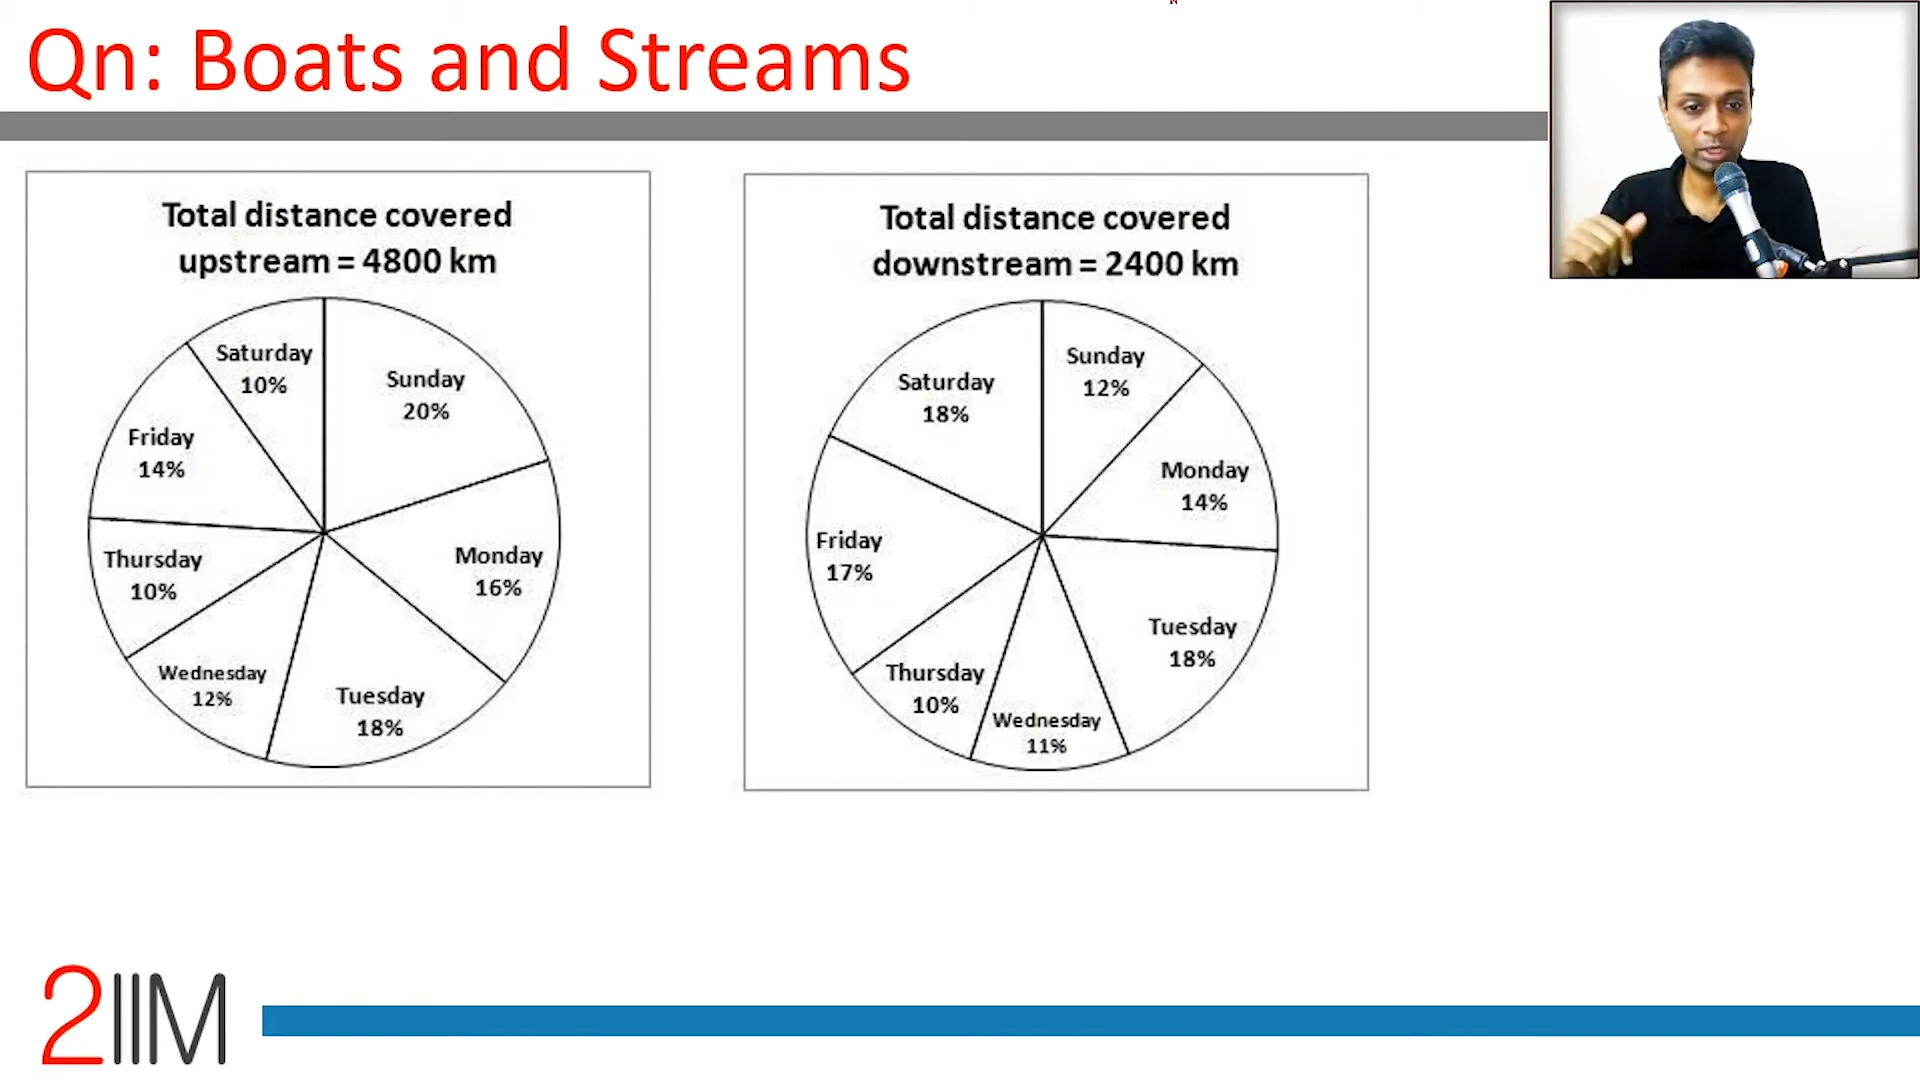 Qn: Boats and Streams
Total distance covered
upstream = 4800 km
Saturday
10%
Sunday
20%
Friday
14%
Monday
16%
Thursday
10%
Wednesday
12%
Tuesday
18%
Total distance covered
downstream = 2400 km
Sunday
12%
Saturday
18%
Monday
14%
Friday
17%
Tuesday
18%
Thursday
10%
Wednesday
11%
2IIM